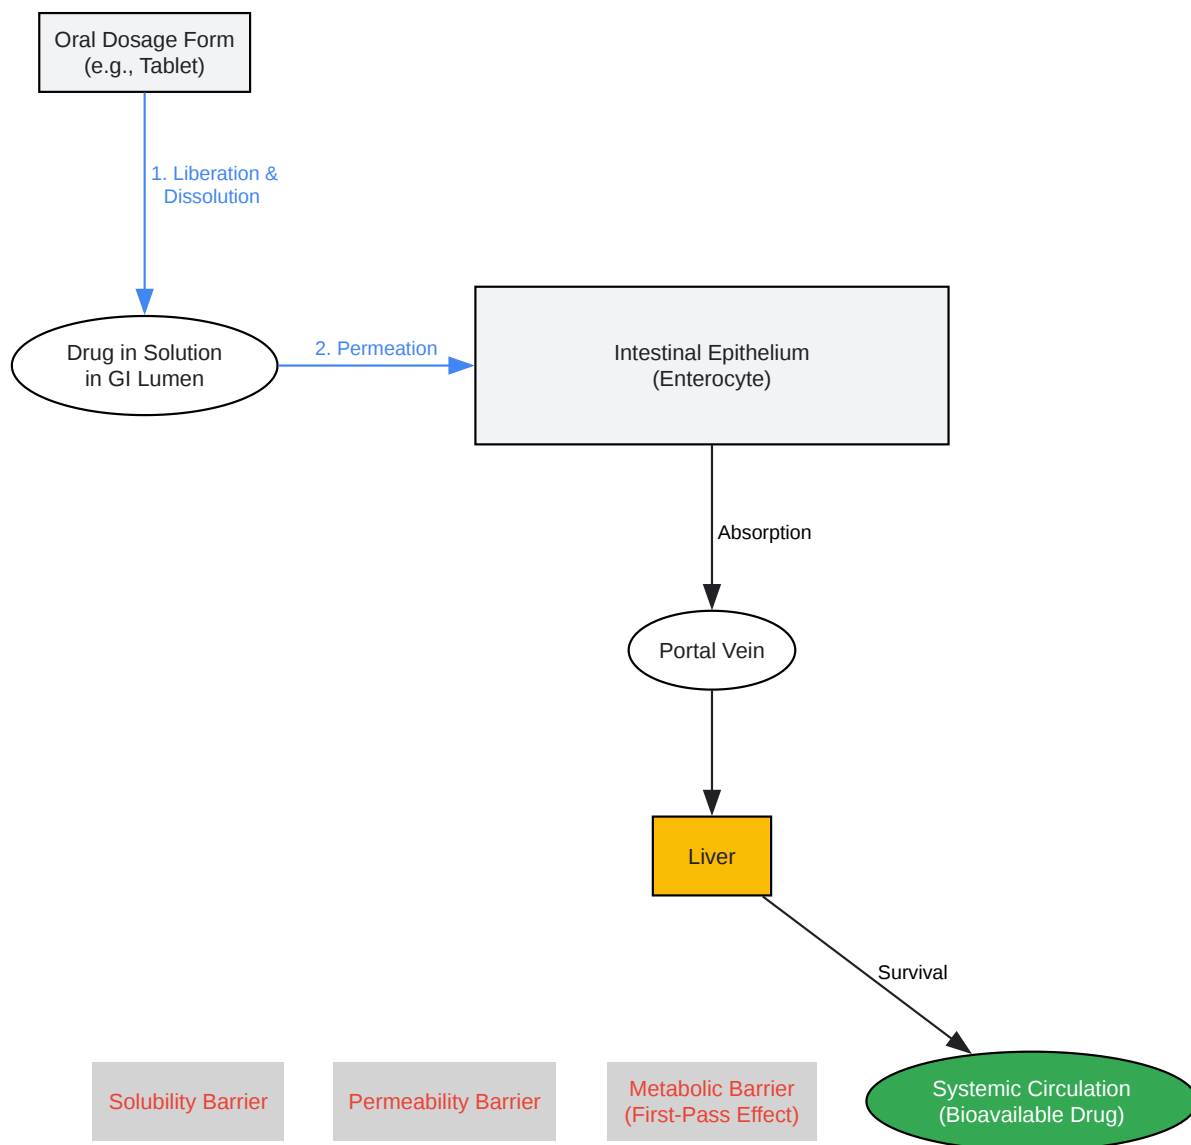 Oral Dosage Form
(e.g., Tablet)
1. Liberation &
Dissolution
Drug in Solution
in GI Lumen
2. Permeation
Intestinal Epithelium
(Enterocyte)
Absorption
Portal Vein
Liver
Survival
Solubility Barrier
Permeability Barrier
Metabolic Barrier
(First-Pass Effect)
Systemic Circulation
(Bioavailable Drug)